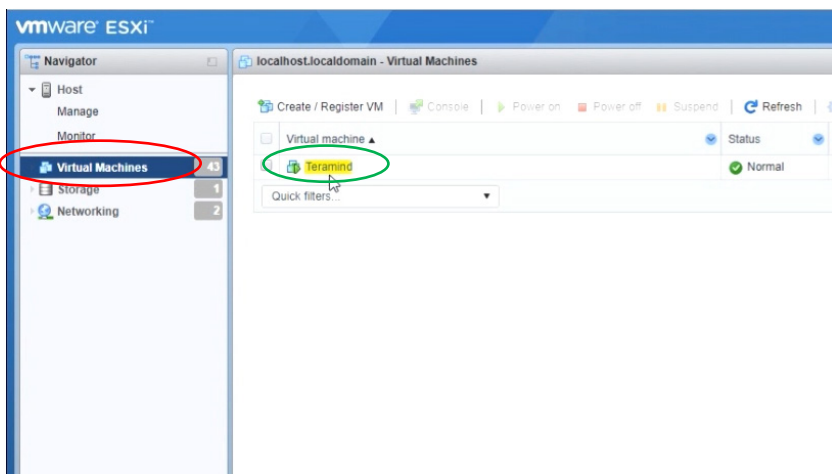 vmware ESXi™
Navigator
localhost.localdomain - Virtual Machines
Host
Manage
Monitor
Virtual Machines 43
Storage 1
Networking 2
Create / Register VM | Console | Power on Power off Suspend | Refresh |
Virtual machine ▲ Status
Teramind Normal
Quick filters...